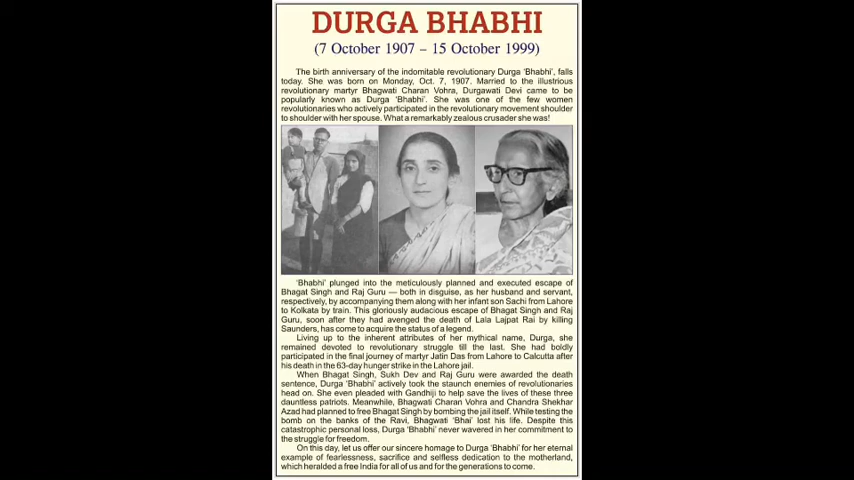 DURGA BHABHI
(7 October 1907 – 15 October 1999)
The birth anniversary of the indomitable revolutionary Durga 'Bhabhi', falls
today. She was born on Monday, Oct. 7, 1907. Married to the illustrious
revolutionary martyr Bhagwati Charan Vohra, Durgawati Devi came to be
popularly known as Durga 'Bhabhi'. She was one of the few women
revolutionaries who actively participated in the revolutionary movement shoulder
to shoulder with her spouse. What a remarkably zealous crusader she was!
'Bhabhi' plunged into the meticulously planned and executed escape of
Bhagat Singh and Raj Guru — both in disguise, as her husband and servant,
respectively, by accompanying them along with her infant son Sachi from Lahore
to Kolkata by train. This gloriously audacious escape of Bhagat Singh and Raj
Guru, soon after they had avenged the death of Lala Lajpat Rai by killing
Saunders, has come to acquire the status of a legend.
Living up to the inherent attributes of her mythical name, Durga, she
remained devoted to revolutionary struggle till the last. She had boldly
participated in the final journey of martyr Jatin Das from Lahore to Calcutta after
his death in the 63-day hunger strike in the Lahore jail.
When Bhagat Singh, Sukh Dev and Raj Guru were awarded the death
sentence, Durga 'Bhabhi' actively took the staunch enemies of revolutionaries
head on. She even pleaded with Gandhiji to help save the lives of these three
dauntless patriots. Meanwhile, Bhagwati Charan Vohra and Chandra Shekhar
Azad had planned to free Bhagat Singh by bombing the jail itself. While testing the
bomb on the banks of the Ravi, Bhagwati 'Bhai' lost his life. Despite this
catastrophic personal loss, Durga 'Bhabhi' never wavered in her commitment to
the struggle for freedom.
On this day, let us offer our sincere homage to Durga 'Bhabhi' for her eternal
example of fearlessness, sacrifice and selfless dedication to the motherland,
which heralded a free India for all of us and for the generations to come.